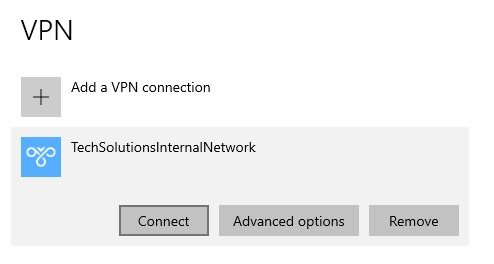 VPN
Add a VPN connection
TechSolutionsInternalNetwork
Connect Advanced options Remove